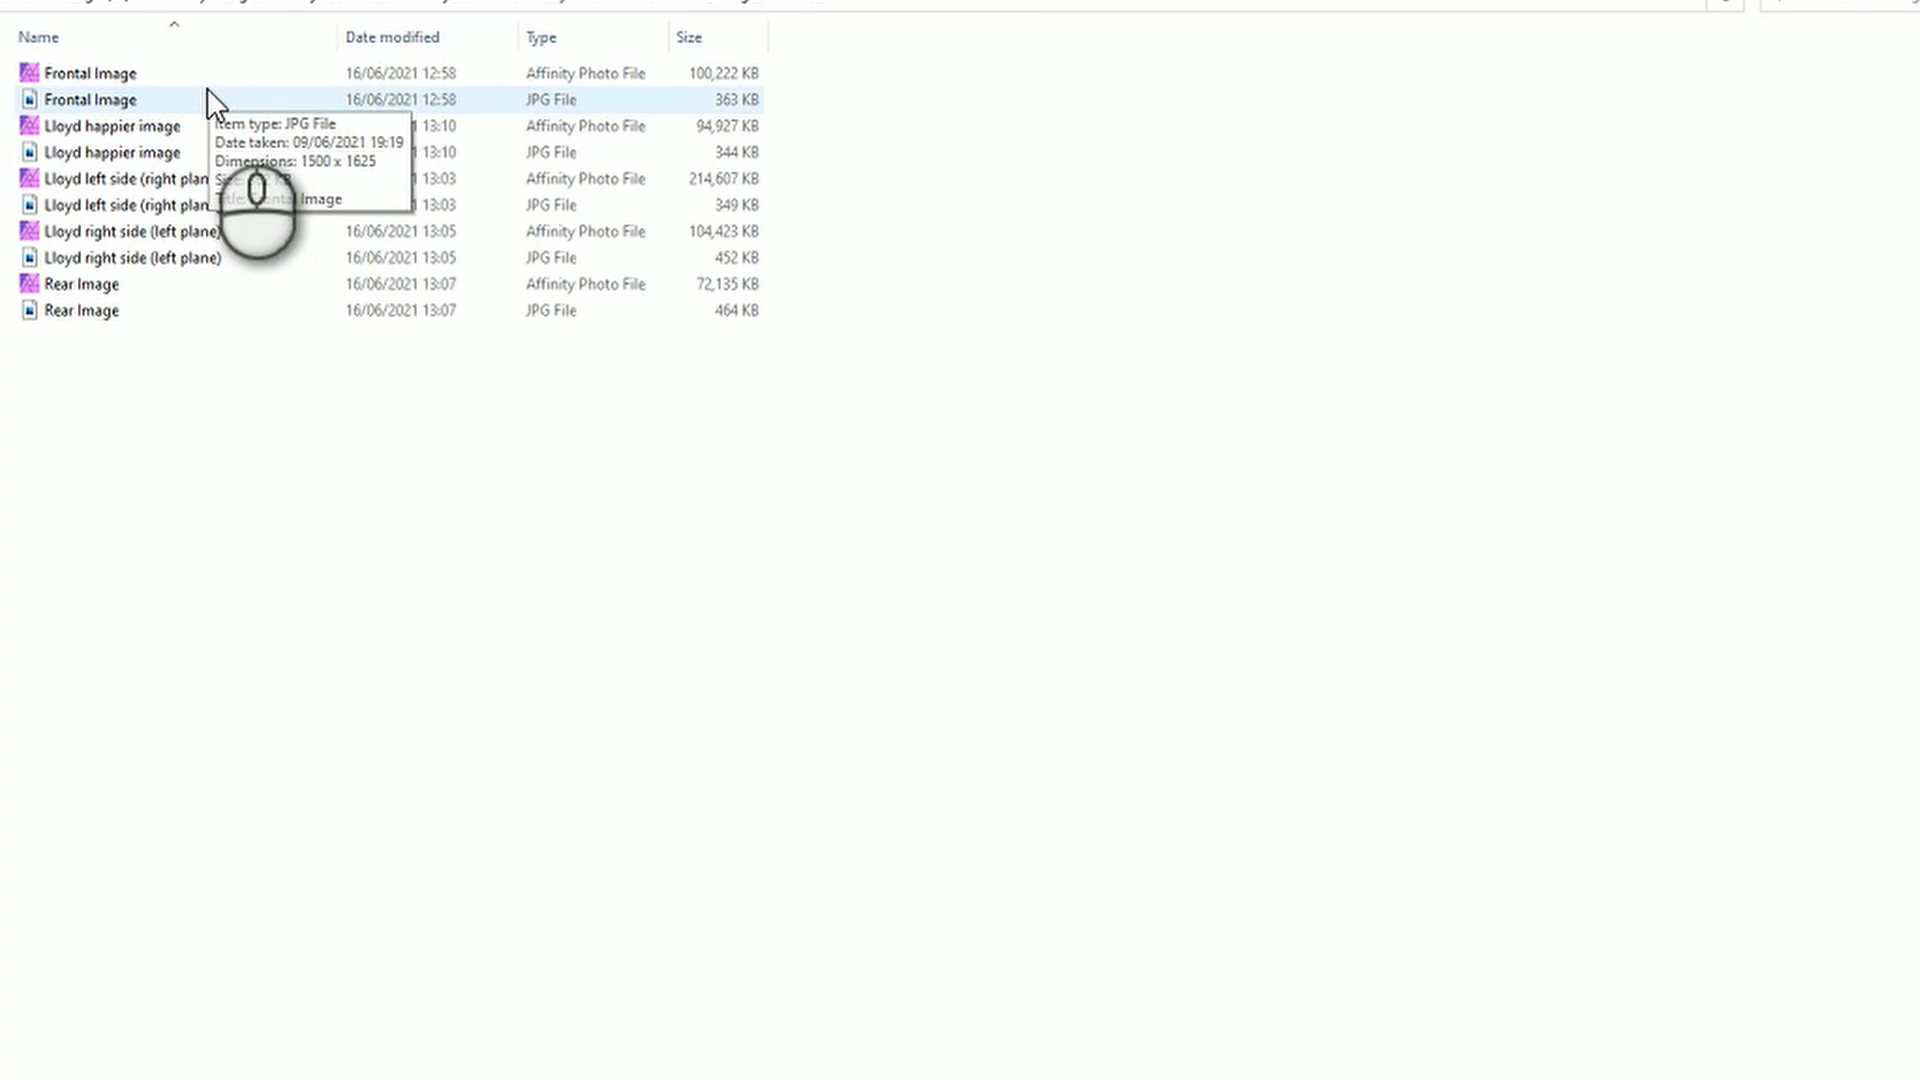 Name Date modified Type Size
Frontal Image 16/06/2021 12:58 Affinity Photo File 100,222 KB
Frontal Image 16/06/2021 12:58 JPG File 363 KB
Lloyd happier image 1 13:10 Affinity Photo File 94,927 KB
Lloyd happier image 1 13:10 JPG File 344 KB
Lloyd left side (right plan 13:03 Affinity Photo File 214,607 KB
Lloyd left side (right plan 13:03 JPG File 349 KB
Lloyd right side (left plane) 16/06/2021 13:05 Affinity Photo File 104,423 KB
Lloyd right side (left plane) 16/06/2021 13:05 JPG File 452 KB
Rear Image 16/06/2021 13:07 Affinity Photo File 72,135 KB
Rear Image 16/06/2021 13:07 JPG File 464 KB
Item type: JPG File
Date taken: 09/06/2021 19:19
Dimensions: 1500 x 1625
Image